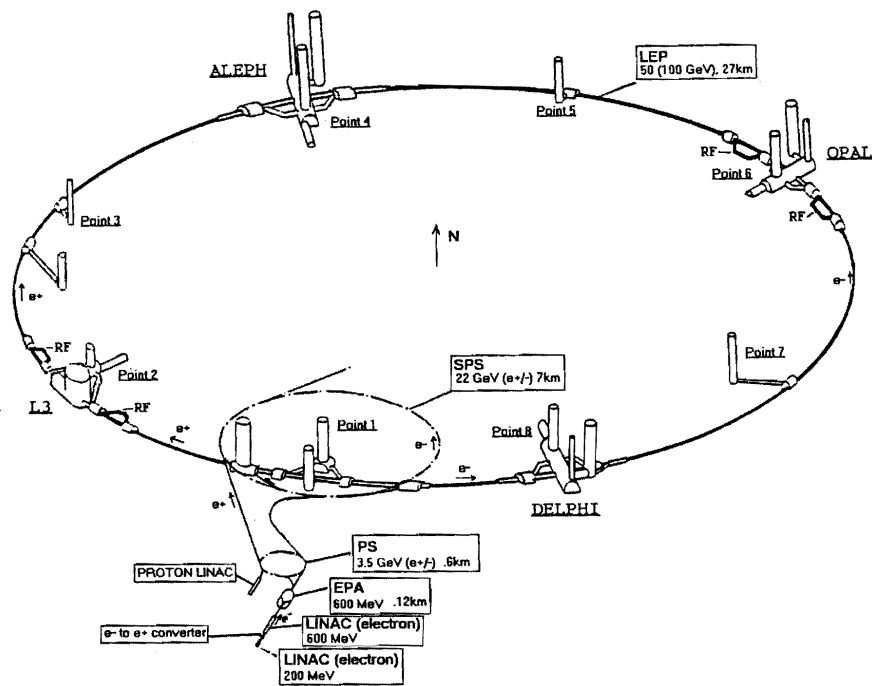 ALEPH
LEP
50 (100 GeV), 27km
Point 5
Point 4
RF
Point 6
OPAL
RF
Point 3
N
e+
e-
RF
Point 2
SPS
22 GeV (e+/-) 7km
Point 7
L3
RF
e+
Point 1
e-
Point 8
e-
DELPHI
e+
PS
3.5 GeV (e+/-) .6km
PROTON LINAC
EPA
600 MeV .12km
e-
LINAC (electron)
600 MeV
e- to e+ converter
LINAC (electron)
200 MeV